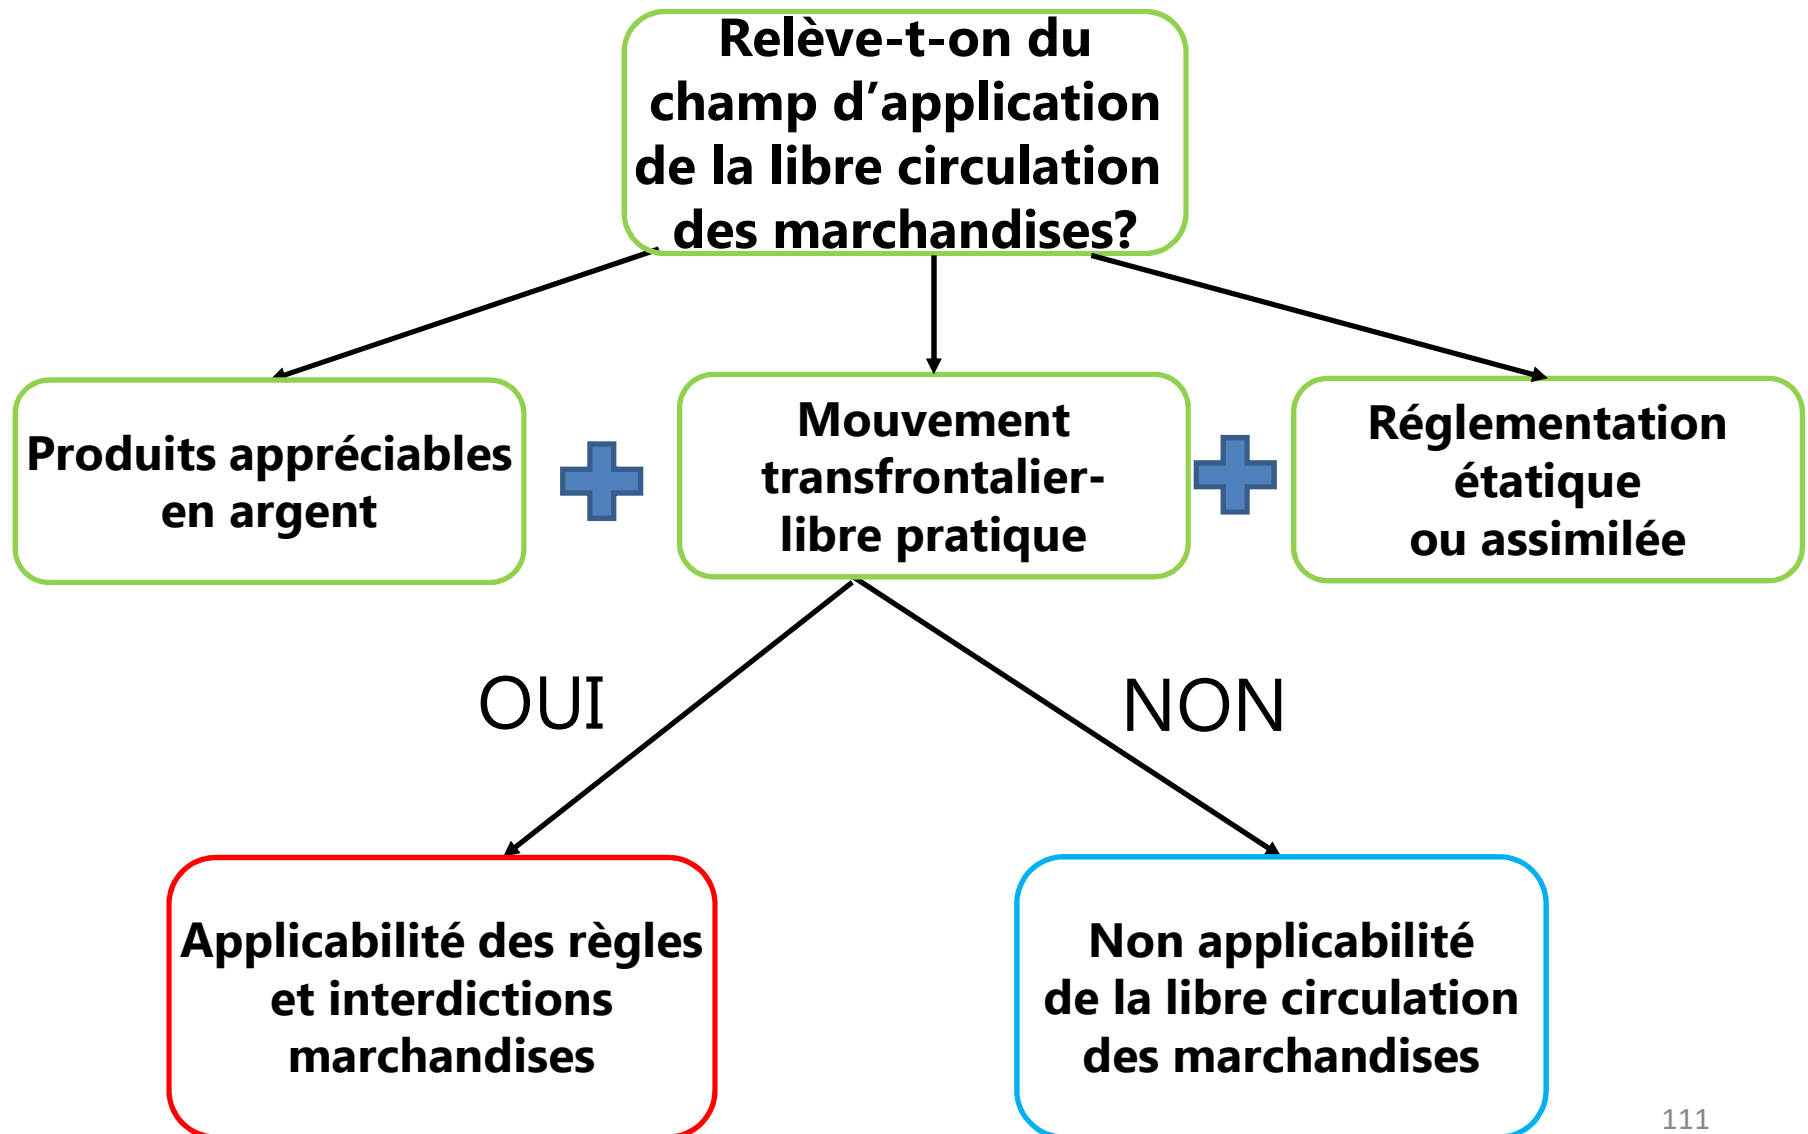 Relève-t-on du
champ d’application
de la libre circulation
des marchandises?
Produits appréciables
en argent
Mouvement
transfrontalier-
libre pratique
Réglementation
étatique
ou assimilée
OUI
NON
Applicabilité des règles
et interdictions
marchandises
Non applicabilité
de la libre circulation
des marchandises
111